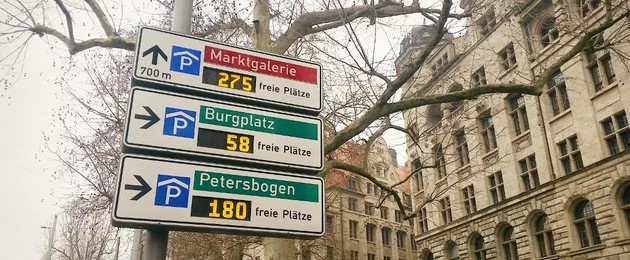 P Marktgalerie
700 m 275 freie Plätze
P Burgplatz
58 freie Plätze
P Petersbogen
180 freie Plätze